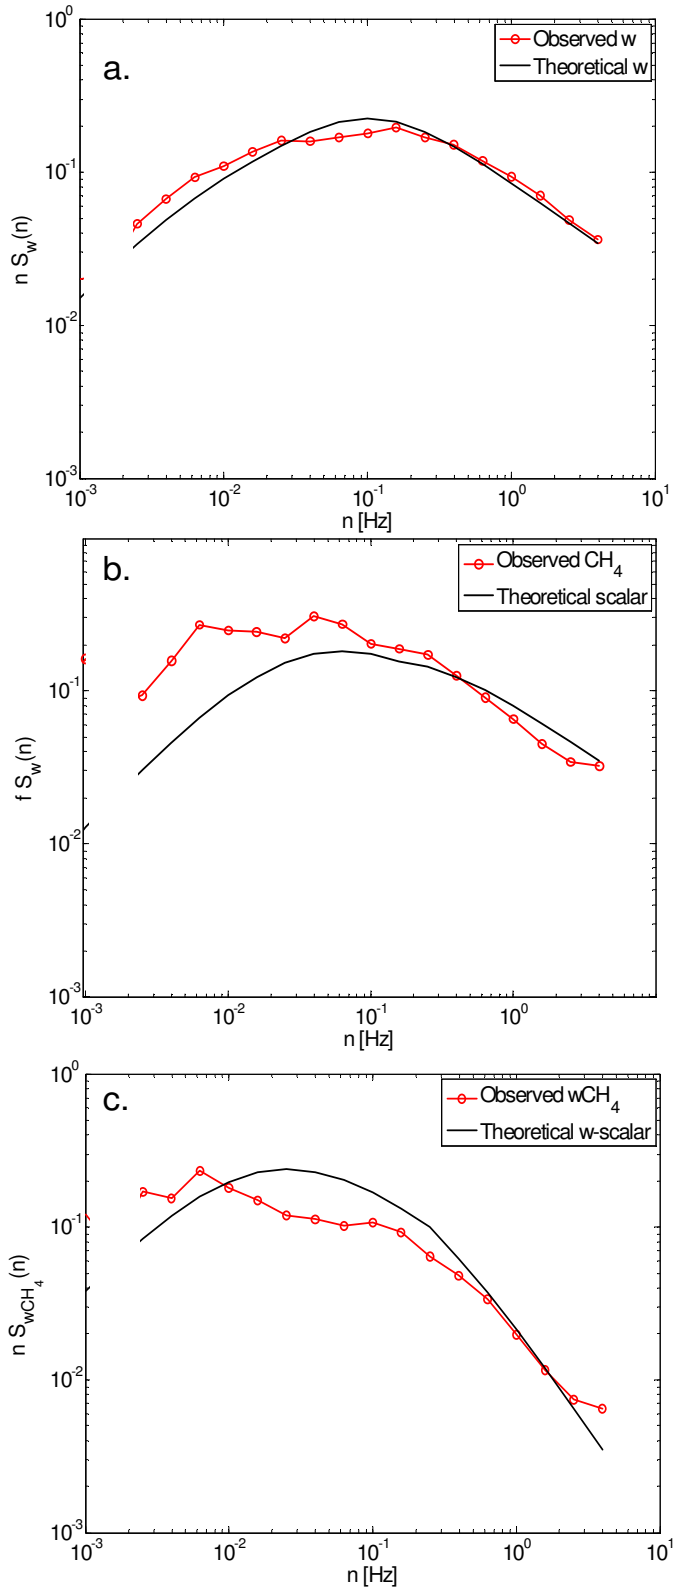 a.
Observed w
Theoretical w
10^0
10^-1
10^-2
10^-3
n S_w(n)
10^-3 10^-2 10^-1 10^0 10^1
n [Hz]
b.
Observed CH_4
Theoretical scalar
10^-1
10^-2
10^-3
f S_w(n)
10^-3 10^-2 10^-1 10^0
n [Hz]
c.
Observed wCH_4
Theoretical w-scalar
10^0
10^-1
10^-2
10^-3
n S_wCH_4(n)
10^-3 10^-2 10^-1 10^0 10^1
n [Hz]